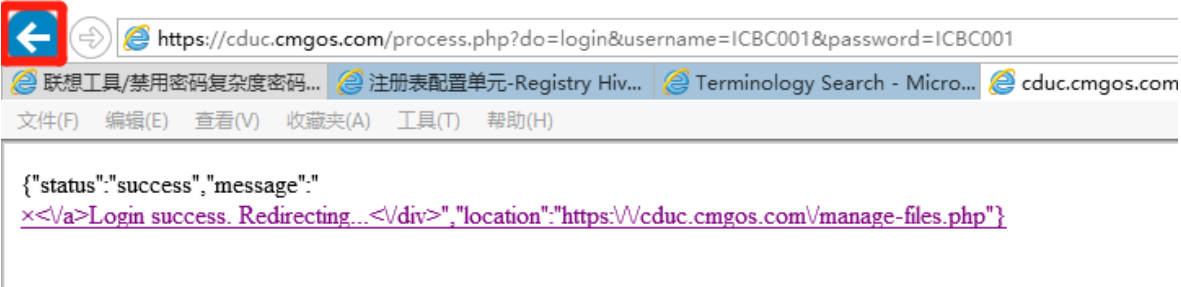 https://cduc.cmgos.com/process.php?do=login&username=ICBC001&password=ICBC001
联想工具/禁用密码复杂度密码... 注册表配置单元-Registry Hiv... Terminology Search - Micro... cduc.cmgos.com
文件(F) 编辑(E) 查看(V) 收藏夹(A) 工具(T) 帮助(H)
{"status":"success","message":"
×<\/a>Login success. Redirecting...<\/div>","location":"https:\/\/cduc.cmgos.com\/manage-files.php"}